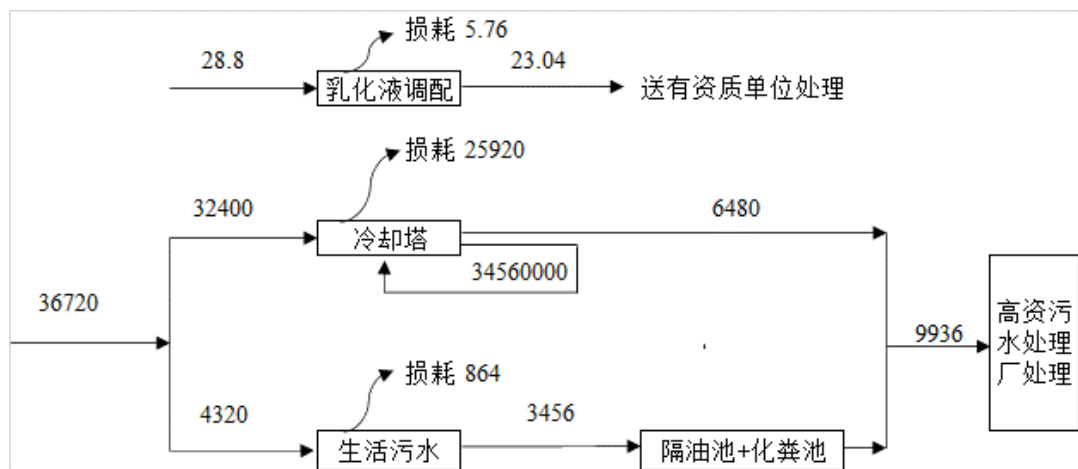 损耗 5.76
28.8
乳化液调配
23.04
送有资质单位处理
损耗 25920
32400
冷却塔
6480
34560000
36720
高资污
水处理
厂处理
9936
损耗 864
4320
生活污水
3456
隔油池+化粪池